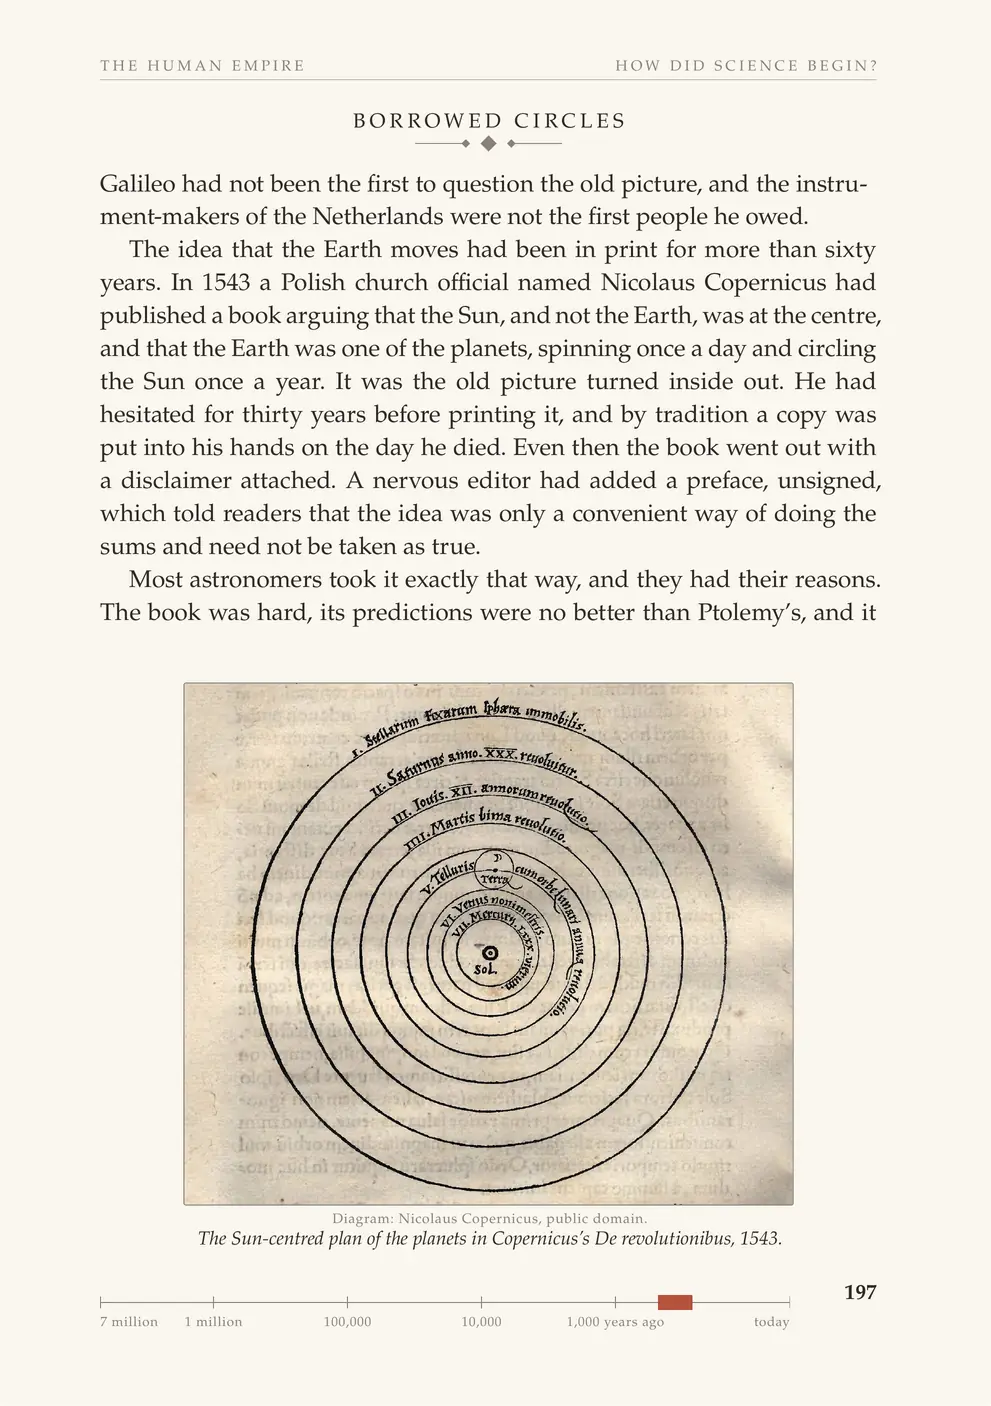 THE HUMAN EMPIRE
HOW DID SCIENCE BEGIN?
BORROWED CIRCLES
Galileo had not been the first to question the old picture, and the instru-
ment-makers of the Netherlands were not the first people he owed.
The idea that the Earth moves had been in print for more than sixty
years. In 1543 a Polish church official named Nicolaus Copernicus had
published a book arguing that the Sun, and not the Earth, was at the centre,
and that the Earth was one of the planets, spinning once a day and circling
the Sun once a year. It was the old picture turned inside out. He had
hesitated for thirty years before printing it, and by tradition a copy was
put into his hands on the day he died. Even then the book went out with
a disclaimer attached. A nervous editor had added a preface, unsigned,
which told readers that the idea was only a convenient way of doing the
sums and need not be taken as true.
Most astronomers took it exactly that way, and they had their reasons.
The book was hard, its predictions were no better than Ptolemy’s, and it
I. Stellarum fixarum sphæra immobilis.
II. Saturnus anno. XXX. reuoluitur.
III. Iouis. XII. annorum reuolutio.
IIII. Martis bima reuolutio.
V. Telluris cum orbe lunari annua reuolutio.
Terra
VI. Venus nonimestris.
VII. Mercurij. LXXX. dierum.
Sol.
Diagram: Nicolaus Copernicus, public domain.
The Sun-centred plan of the planets in Copernicus’s De revolutionibus, 1543.
197
7 million 1 million 100,000 10,000 1,000 years ago today